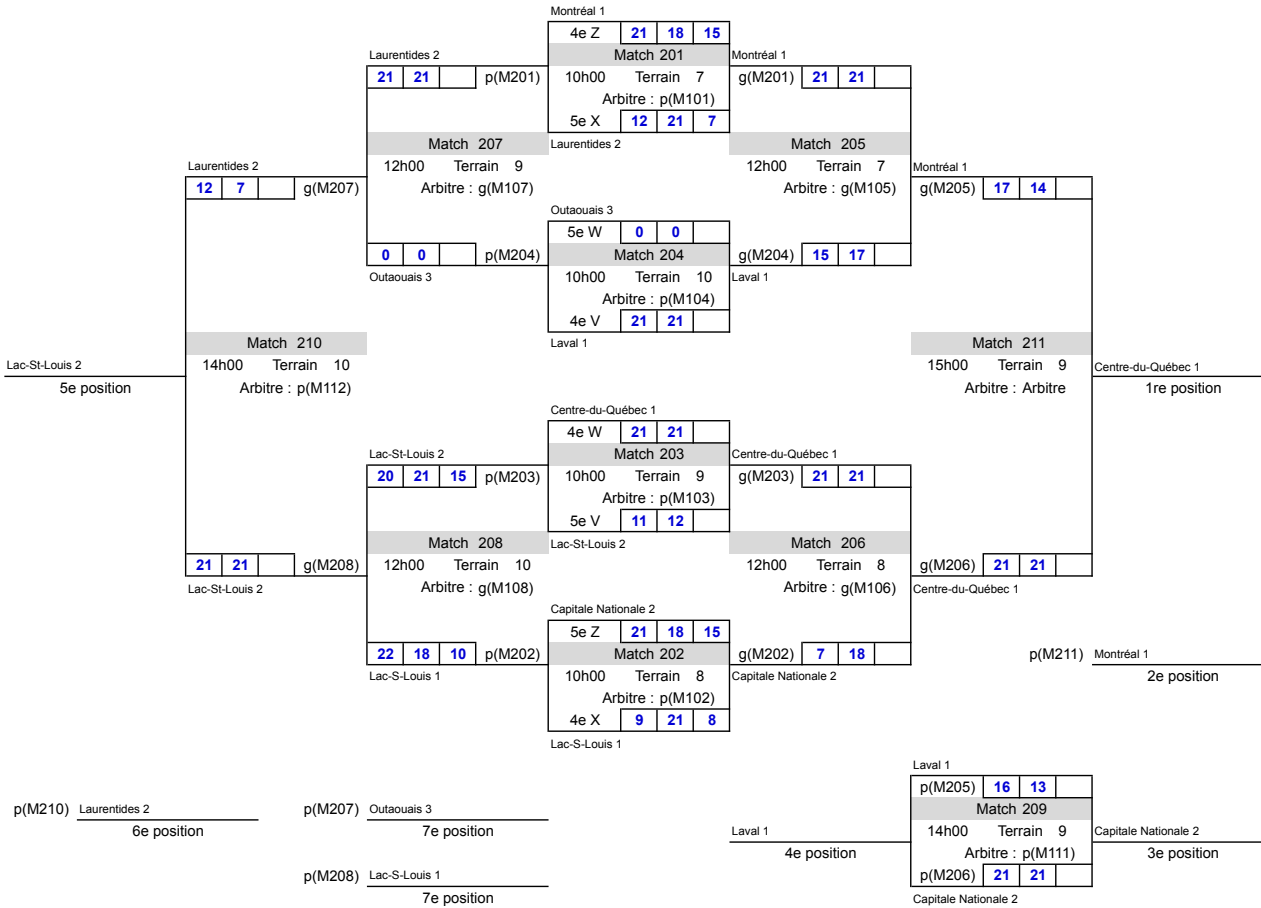 Montréal 1
4e Z 21 18 15
Laurentides 2 Match 201 Montréal 1
21 21 p(M201) 10h00 Terrain 7 g(M201) 21 21
Arbitre : p(M101)
5e X 12 21 7
Match 207 Laurentides 2 Match 205
Laurentides 2 12h00 Terrain 9 12h00 Terrain 7 Montréal 1
12 7 g(M207) Arbitre : g(M107) Arbitre : g(M105) g(M205) 17 14
Outaouais 3
5e W 0 0
0 0 p(M204) Match 204 g(M204) 15 17
Outaouais 3 10h00 Terrain 10 Laval 1
Arbitre : p(M104)
4e V 21 21
Match 210 Laval 1 Match 211
Lac-St-Louis 2 14h00 Terrain 10 15h00 Terrain 9 Centre-du-Québec 1
5e position Arbitre : p(M112) Arbitre : Arbitre 1re position
Centre-du-Québec 1
4e W 21 21
Lac-St-Louis 2 Match 203 Centre-du-Québec 1
20 21 15 p(M203) 10h00 Terrain 9 g(M203) 21 21
Arbitre : p(M103)
5e V 11 12
Match 208 Lac-St-Louis 2 Match 206
21 21 g(M208) 12h00 Terrain 10 12h00 Terrain 8 g(M206) 21 21
Lac-St-Louis 2 Arbitre : g(M108) Arbitre : g(M106) Centre-du-Québec 1
Capitale Nationale 2
5e Z 21 18 15
22 18 10 p(M202) Match 202 g(M202) 7 18 p(M211) Montréal 1
Lac-S-Louis 1 10h00 Terrain 8 Capitale Nationale 2 2e position
Arbitre : p(M102)
4e X 9 21 8
Lac-S-Louis 1
Laval 1
p(M205) 16 13
p(M210) Laurentides 2 p(M207) Outaouais 3 Match 209
6e position 7e position Laval 1 14h00 Terrain 9 Capitale Nationale 2
4e position Arbitre : p(M111) 3e position
p(M208) Lac-S-Louis 1 p(M206) 21 21
7e position Capitale Nationale 2